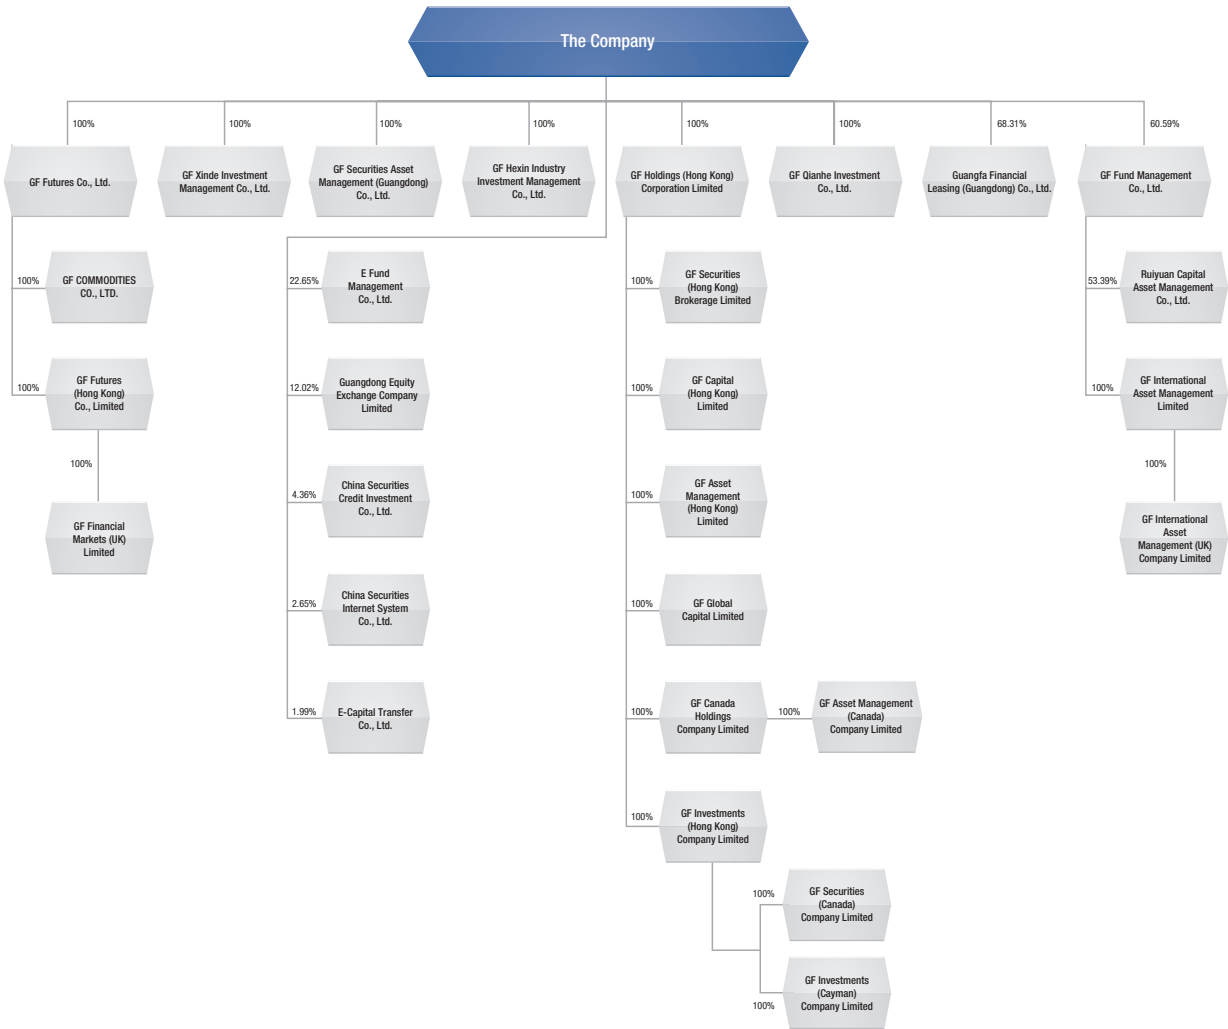 The Company
100%
100%
100%
100%
100%
100%
68.31%
60.59%
GF Futures Co., Ltd.
GF Xinde Investment
Management Co., Ltd.
GF Securities Asset
Management (Guangdong)
Co., Ltd.
GF Hexin Industry
Investment Management
Co., Ltd.
GF Holdings (Hong Kong)
Corporation Limited
GF Qianhe Investment
Co., Ltd.
Guangfa Financial
Leasing (Guangdong) Co., Ltd.
GF Fund Management
Co., Ltd.
100%
GF COMMODITIES
CO., LTD.
100%
GF Futures
(Hong Kong)
Co., Limited
100%
GF Financial
Markets (UK)
Limited
22.65%
E Fund
Management
Co., Ltd.
12.02%
Guangdong Equity
Exchange Company
Limited
4.36%
China Securities
Credit Investment
Co., Ltd.
2.65%
China Securities
Internet System
Co., Ltd.
1.99%
E-Capital Transfer
Co., Ltd.
100%
GF Securities
(Hong Kong)
Brokerage Limited
100%
GF Capital
(Hong Kong)
Limited
100%
GF Asset
Management
(Hong Kong)
Limited
100%
GF Global
Capital Limited
100%
GF Canada
Holdings
Company Limited
100%
GF Asset Management
(Canada)
Company Limited
100%
GF Investments
(Hong Kong)
Company Limited
100%
GF Securities
(Canada)
Company Limited
100%
GF Investments
(Cayman)
Company Limited
53.39%
Ruiyuan Capital
Asset Management
Co., Ltd.
100%
GF International
Asset Management
Limited
100%
GF International
Asset
Management (UK)
Company Limited